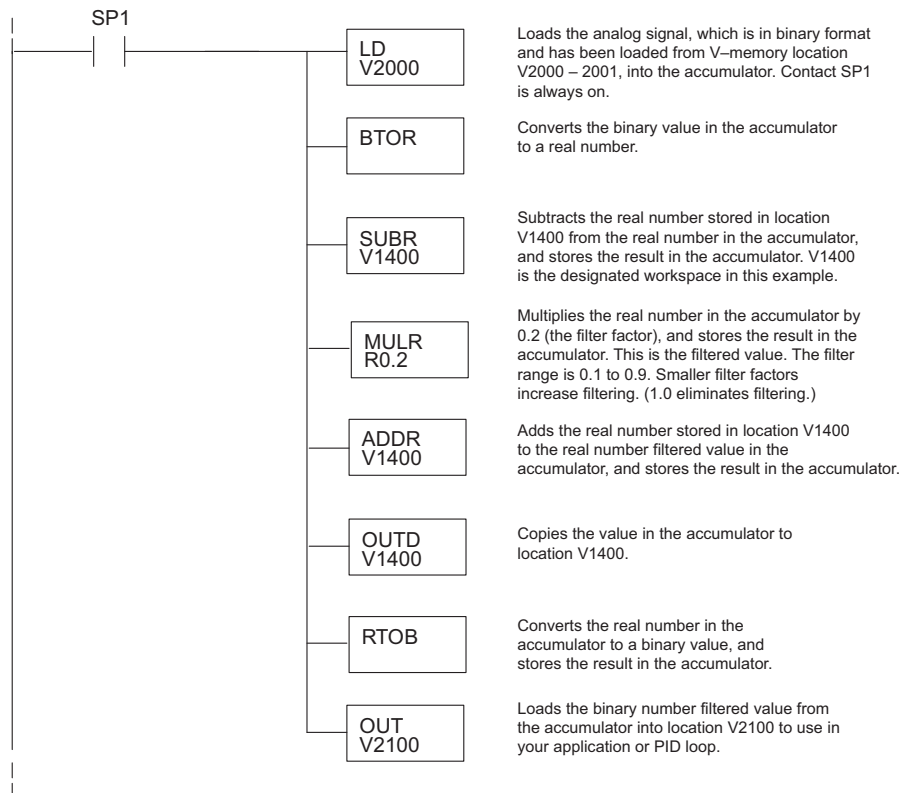 SP1
LD
V2000
Loads the analog signal, which is in binary format
and has been loaded from V–memory location
V2000 – 2001, into the accumulator. Contact SP1
is always on.
BTOR
Converts the binary value in the accumulator
to a real number.
SUBR
V1400
Subtracts the real number stored in location
V1400 from the real number in the accumulator,
and stores the result in the accumulator. V1400
is the designated workspace in this example.
MULR
R0.2
Multiplies the real number in the accumulator by
0.2 (the filter factor), and stores the result in the
accumulator. This is the filtered value. The filter
range is 0.1 to 0.9. Smaller filter factors
increase filtering. (1.0 eliminates filtering.)
ADDR
V1400
Adds the real number stored in location V1400
to the real number filtered value in the
accumulator, and stores the result in the accumulator.
OUTD
V1400
Copies the value in the accumulator to
location V1400.
RTOB
Converts the real number in the
accumulator to a binary value, and
stores the result in the accumulator.
OUT
V2100
Loads the binary number filtered value from
the accumulator into location V2100 to use in
your application or PID loop.